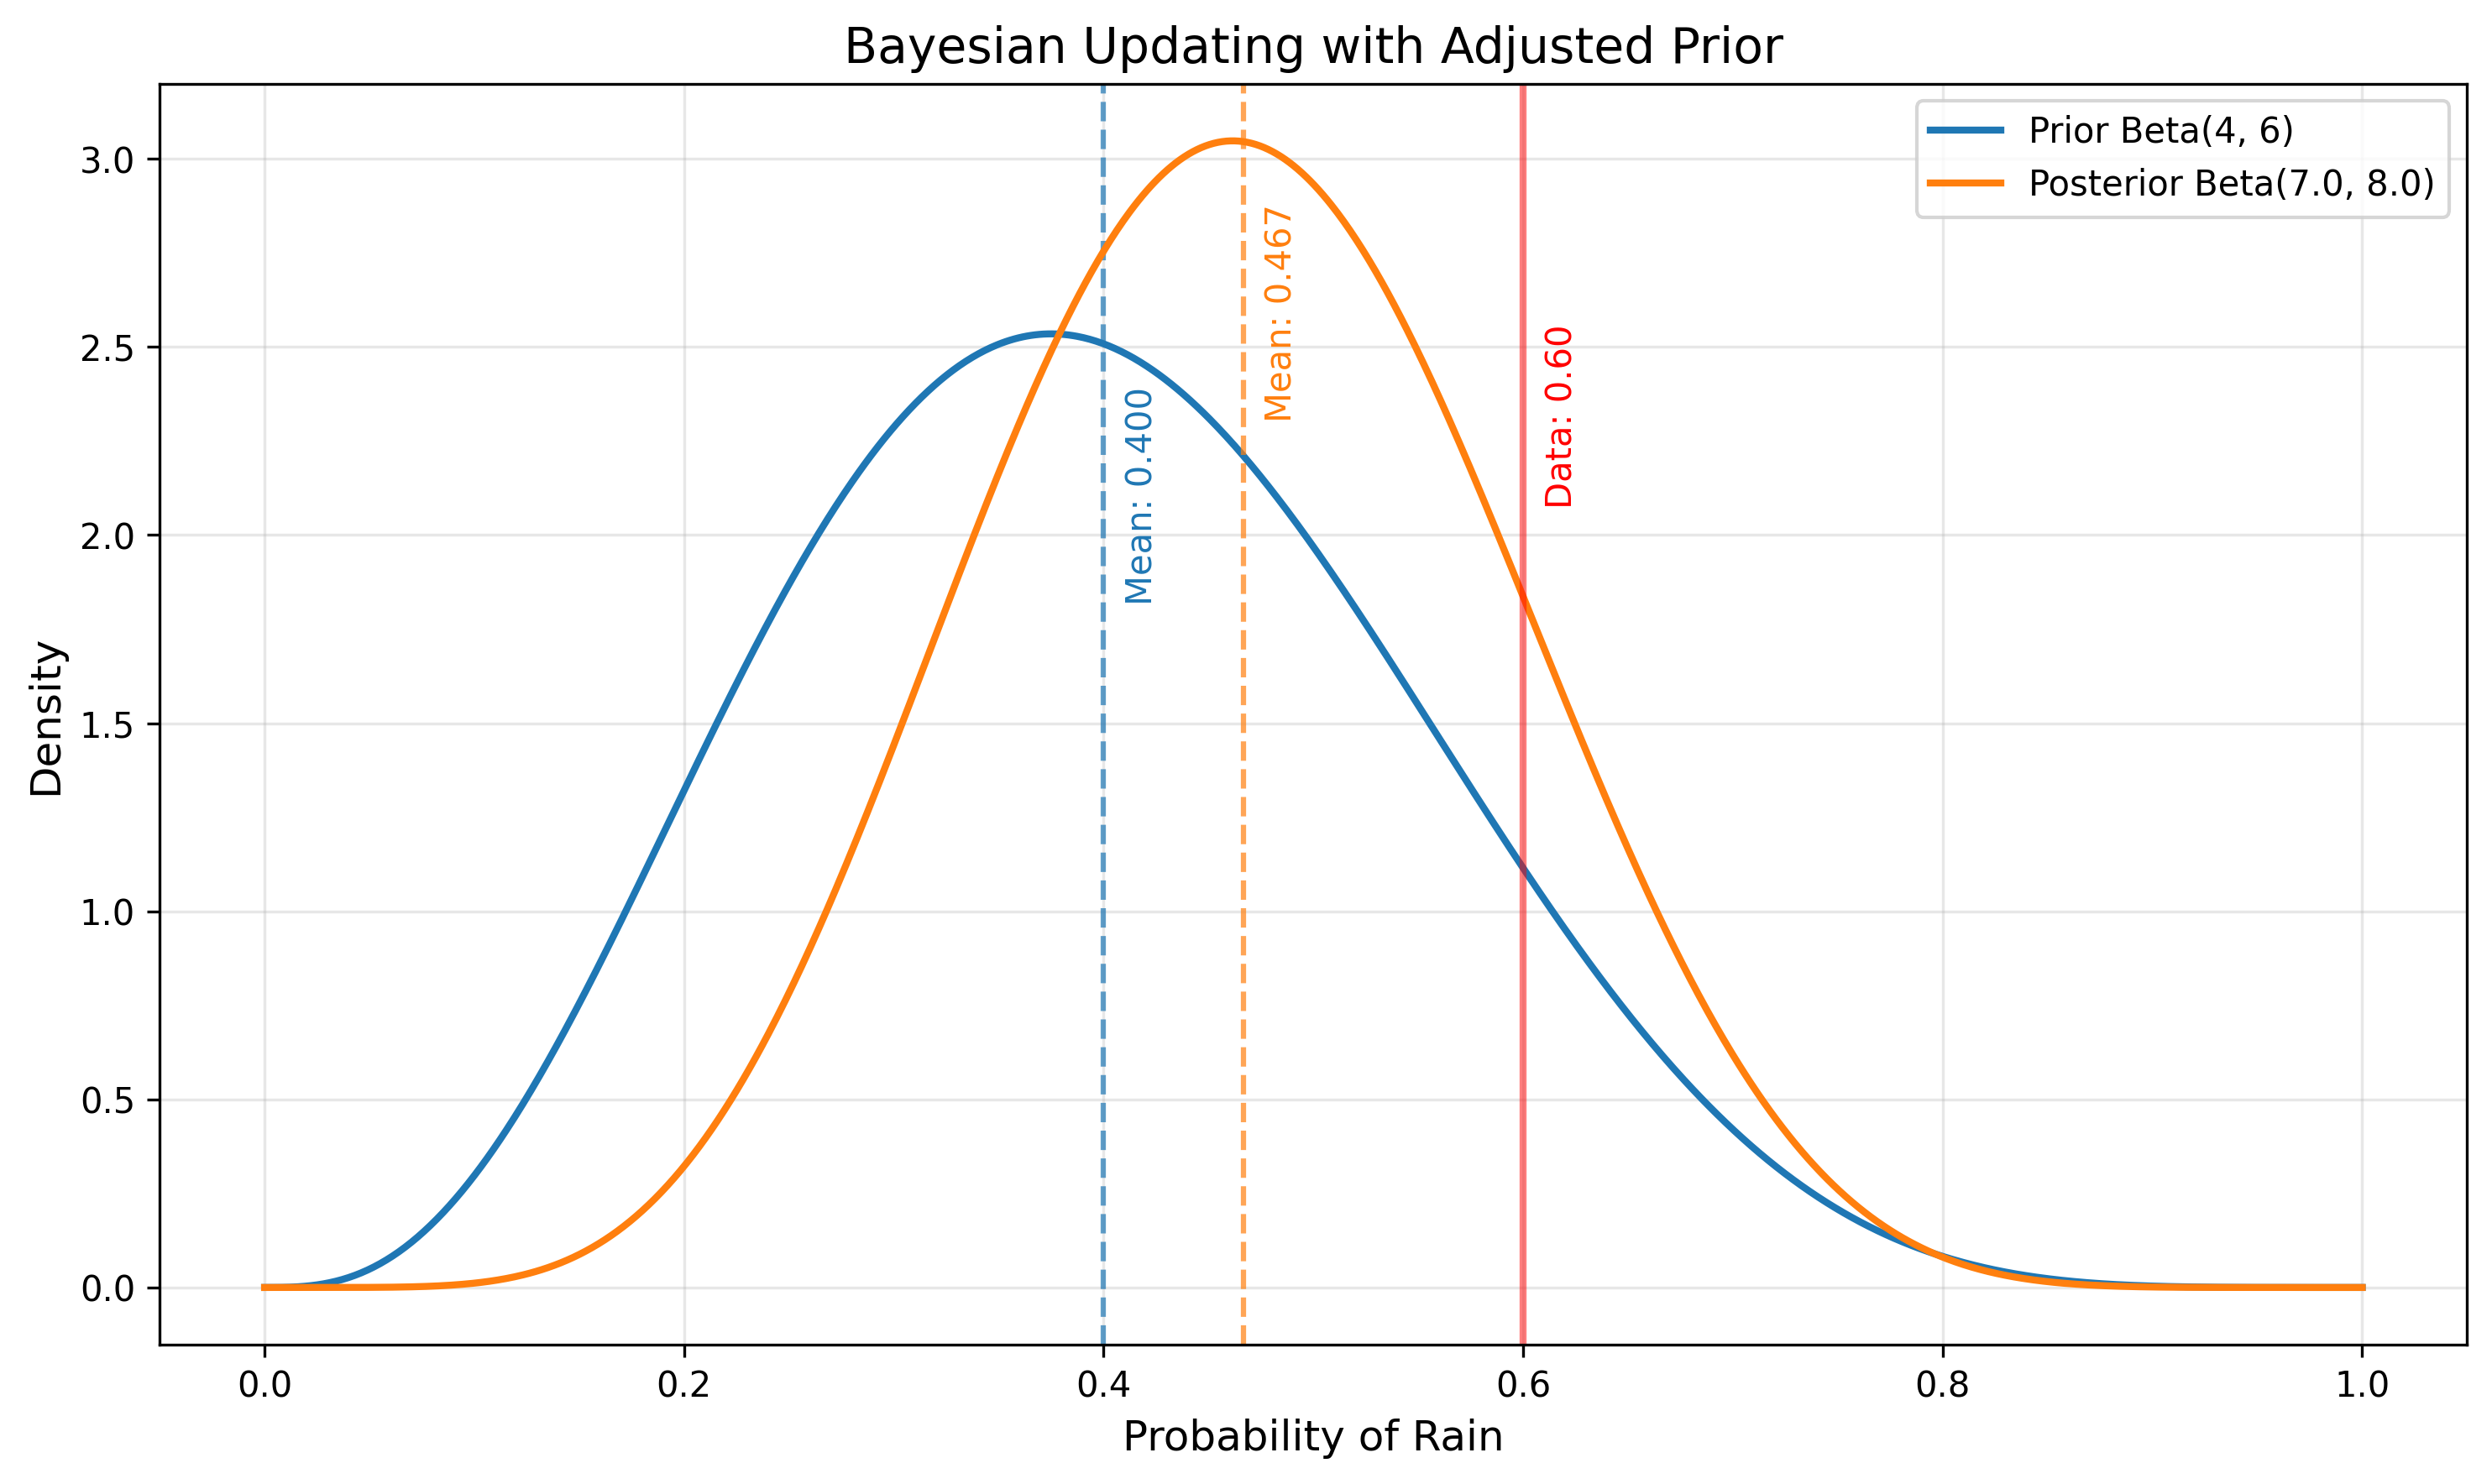 Bayesian Updating with Adjusted Prior
Prior Beta(4, 6)
Posterior Beta(7.0, 8.0)
Mean: 0.400
Mean: 0.467
Data: 0.60
Density
3.0
2.5
2.0
1.5
1.0
0.5
0.0
0.0 0.2 0.4 0.6 0.8 1.0
Probability of Rain